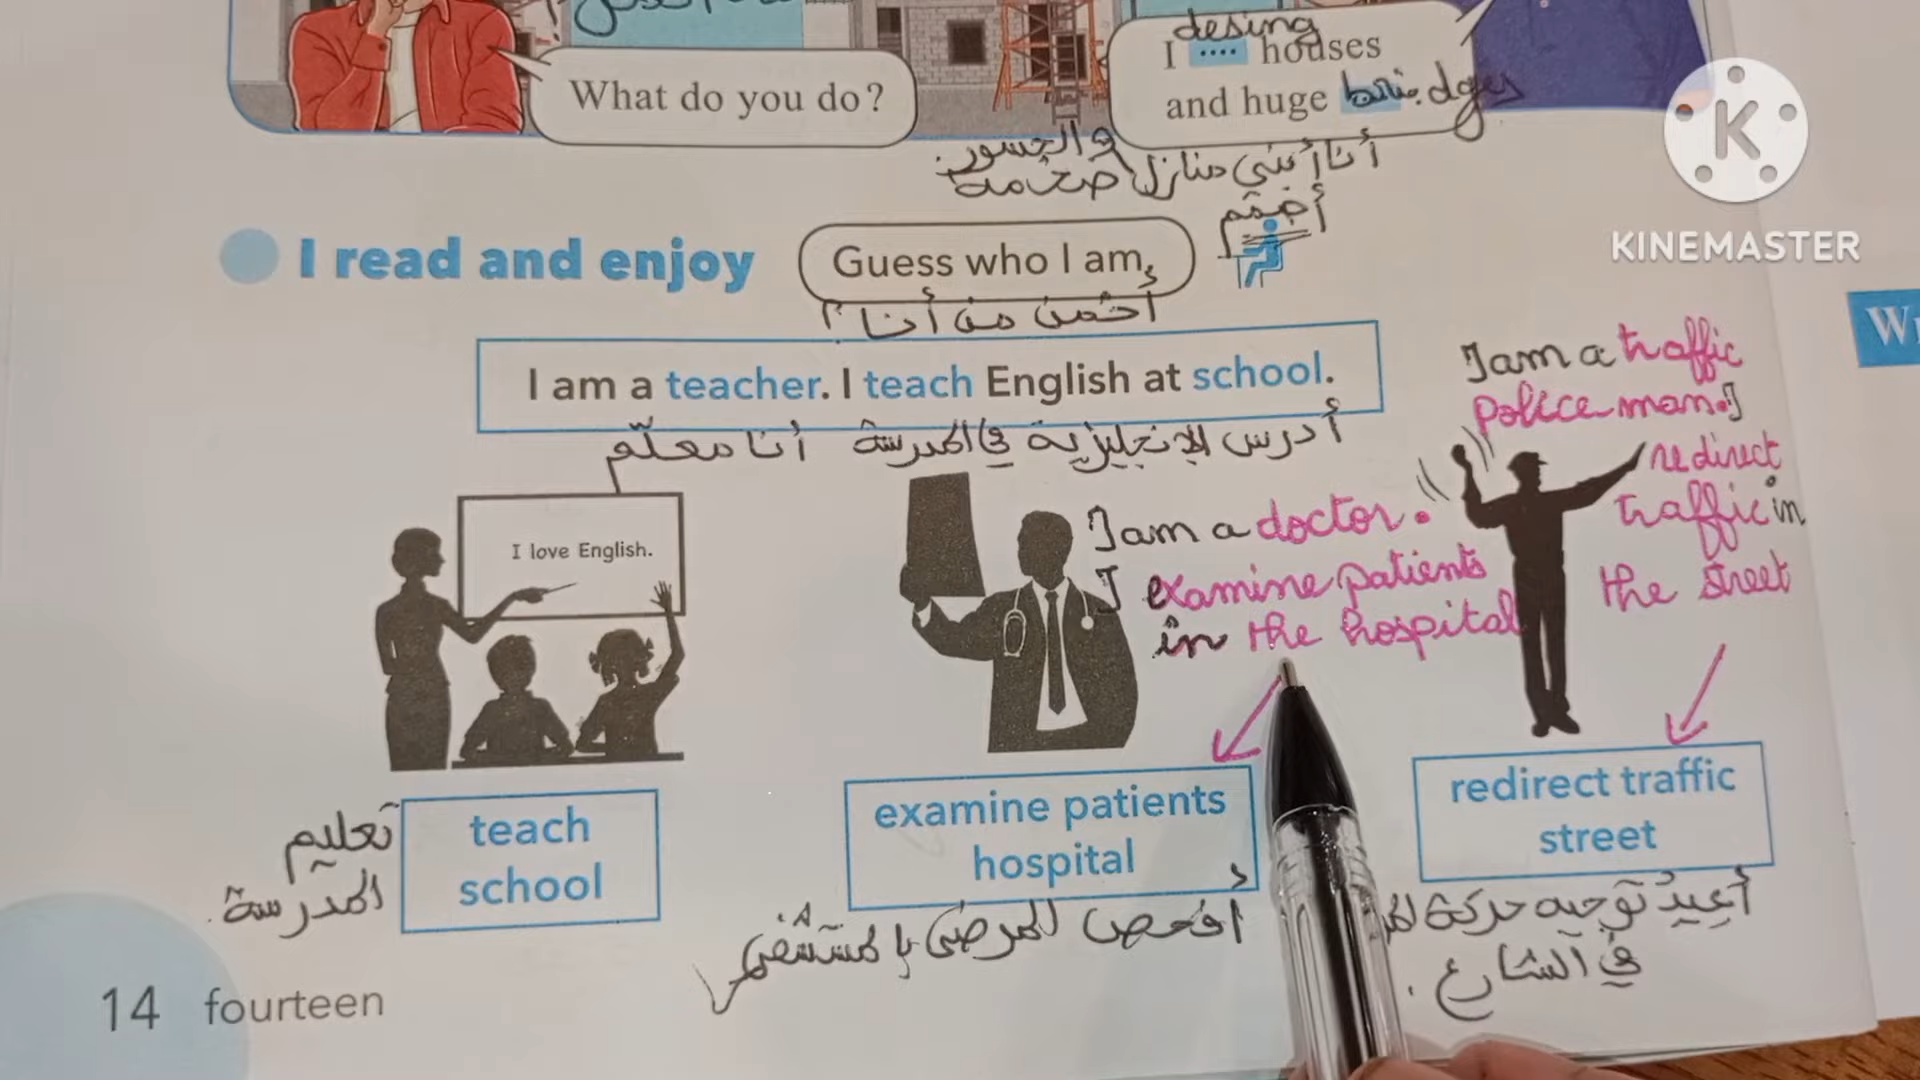 desing
I .... houses
What do you do?
and huge bridges
والجسور
أنا أبني منازل ضخمة
أصمم
KINEMASTER
I read and enjoy
Guess who I am,
أخمن من أنا؟
I am a teacher. I teach English at school.
أنا معلم أدرس الإنجليزية في المدرسة
I am a traffic
police man. I
redirect
traffic in
the street
I love English.
I am a doctor.
I examine patients
in the hospital
teach
school
تعليم
المدرسة
examine patients
hospital
أفحص المرضى بالمستشفى
redirect traffic
street
أعيد توجيه حركة
في الشارع.
14 fourteen